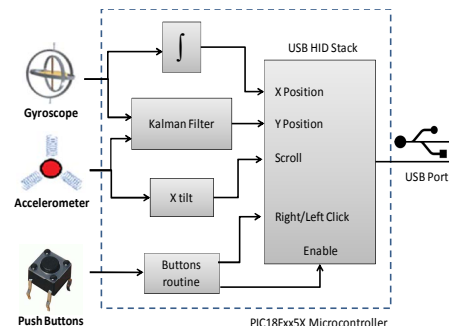 USB HID Stack
∫
X Position
Gyroscope
Kalman Filter
Y Position
Scroll
USB Port
X tilt
Accelerometer
Right/Left Click
Enable
Buttons
routine
Push Buttons
PIC18Fxx5X Microcontroller